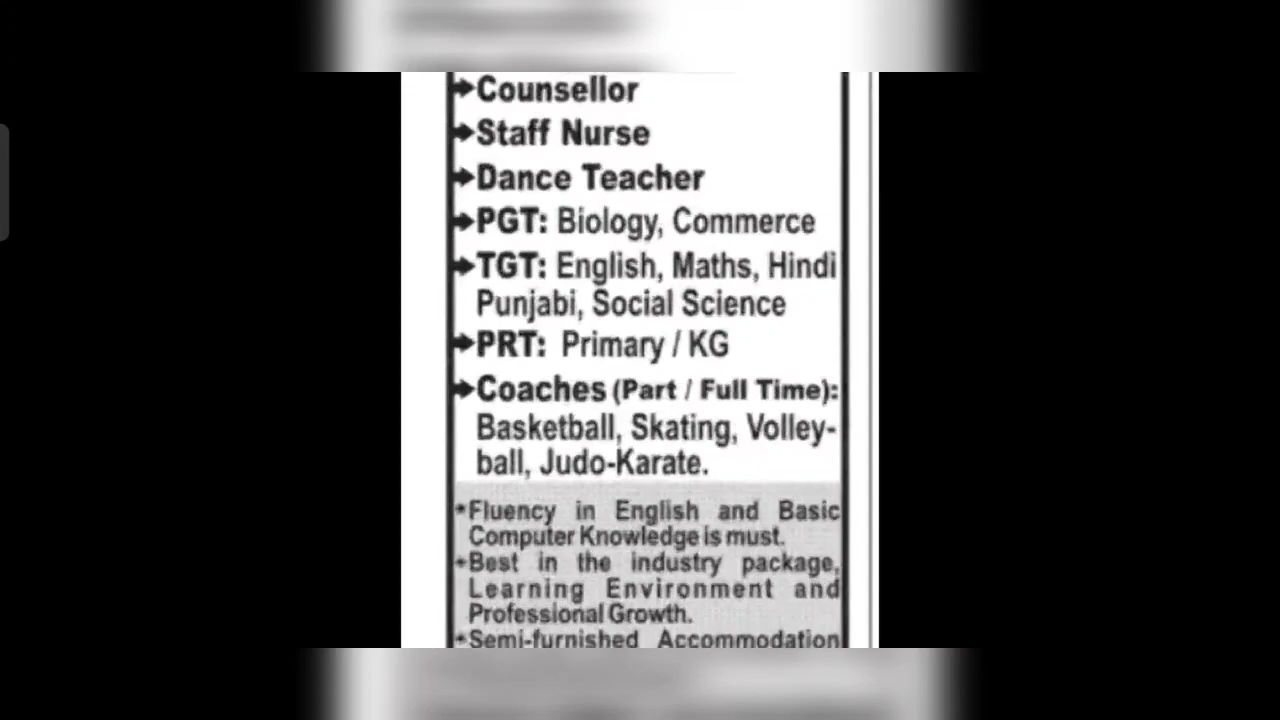 Counsellor
Staff Nurse
Dance Teacher
PGT: Biology, Commerce
TGT: English, Maths, Hindi
Punjabi, Social Science
PRT: Primary / KG
Coaches (Part / Full Time):
Basketball, Skating, Volley-
ball, Judo-Karate.
*Fluency in English and Basic
Computer Knowledge is must.
*Best in the industry package,
Learning Environment and
Professional Growth.
*Semi-furnished Accommodation